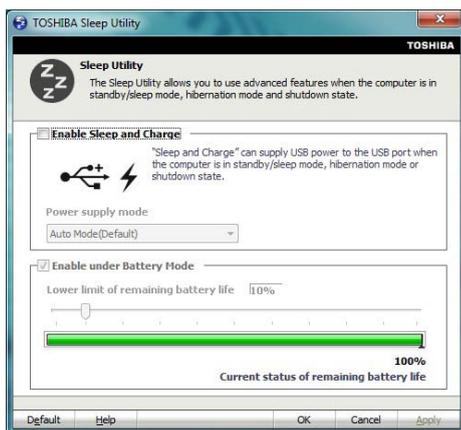 TOSHIBA Sleep Utility
TOSHIBA
Sleep Utility
The Sleep Utility allows you to use advanced features when the computer is in
standby/sleep mode, hibernation mode and shutdown
state.
Enable Sleep and Charge
"Sleep and Charge" can supply USB power to the USB port when
the computer is in standby/sleep mode, hibernation mode or
shutdown state.
Power supply mode
Auto Mode(Default)
Enable under Battery Mode
Lower limit of remaining battery life 10%
100%
Current status of remaining battery life
Default Help OK Cancel Apply